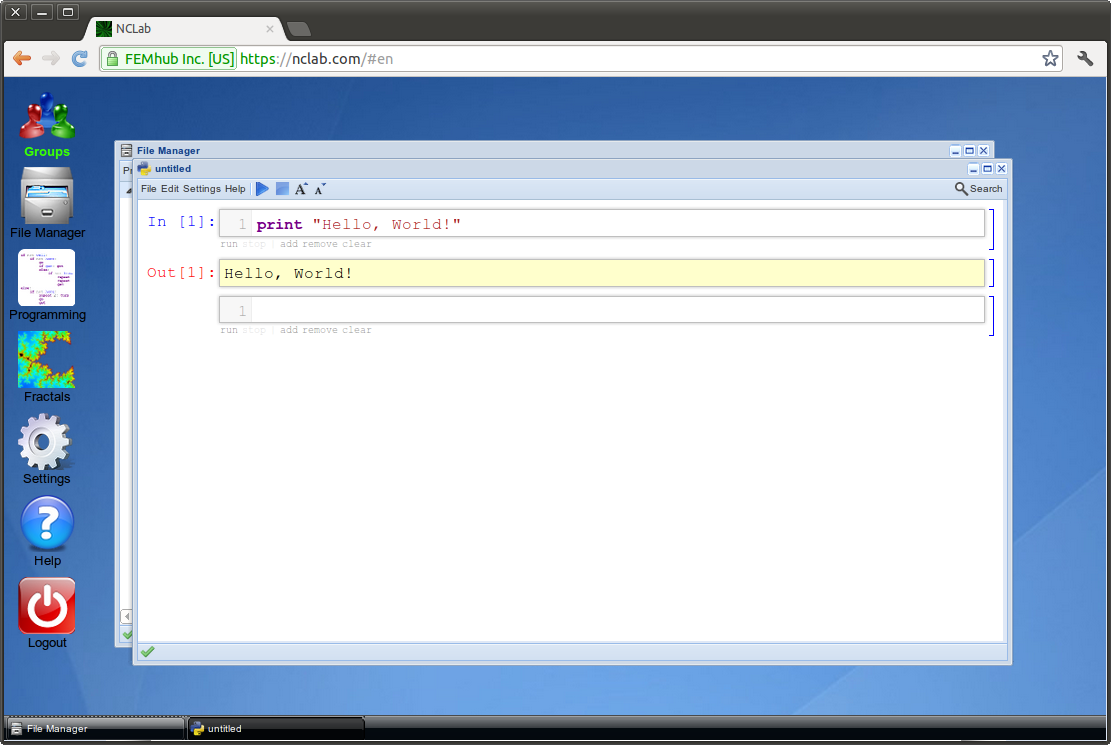 NCLab
FEMhub Inc. [US] https://nclab.com/#en
Groups
File Manager
Programming
Fractals
Settings
Help
Logout
File Manager
untitled
File Edit Settings Help A A Search
In [1]: 1 print "Hello, World!"
run stop | add remove clear
Out[1]: Hello, World!
1
run stop | add remove clear
File Manager untitled